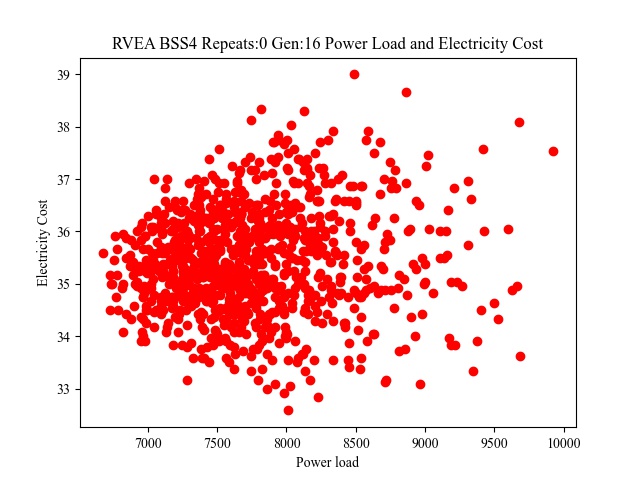 RVEA BSS4 Repeats:0 Gen:16 Power Load and Electricity Cost
39
38
37
36
35
34
33
Electricity Cost
7000 7500 8000 8500 9000 9500 10000
Power load